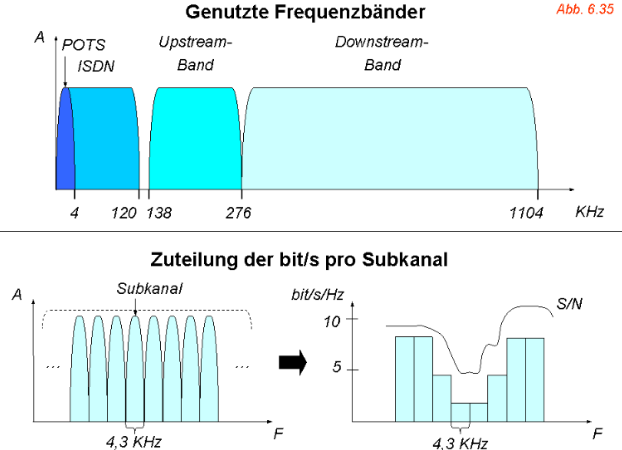 Genutzte Frequenzbänder
Abb. 6.35
A
POTS
ISDN
Upstream-
Band
Downstream-
Band
4
120
138
276
1104
KHz
Zuteilung der bit/s pro Subkanal
A
Subkanal
...
...
4,3 KHz
F
bit/s/Hz
S/N
10
5
4,3 KHz
F